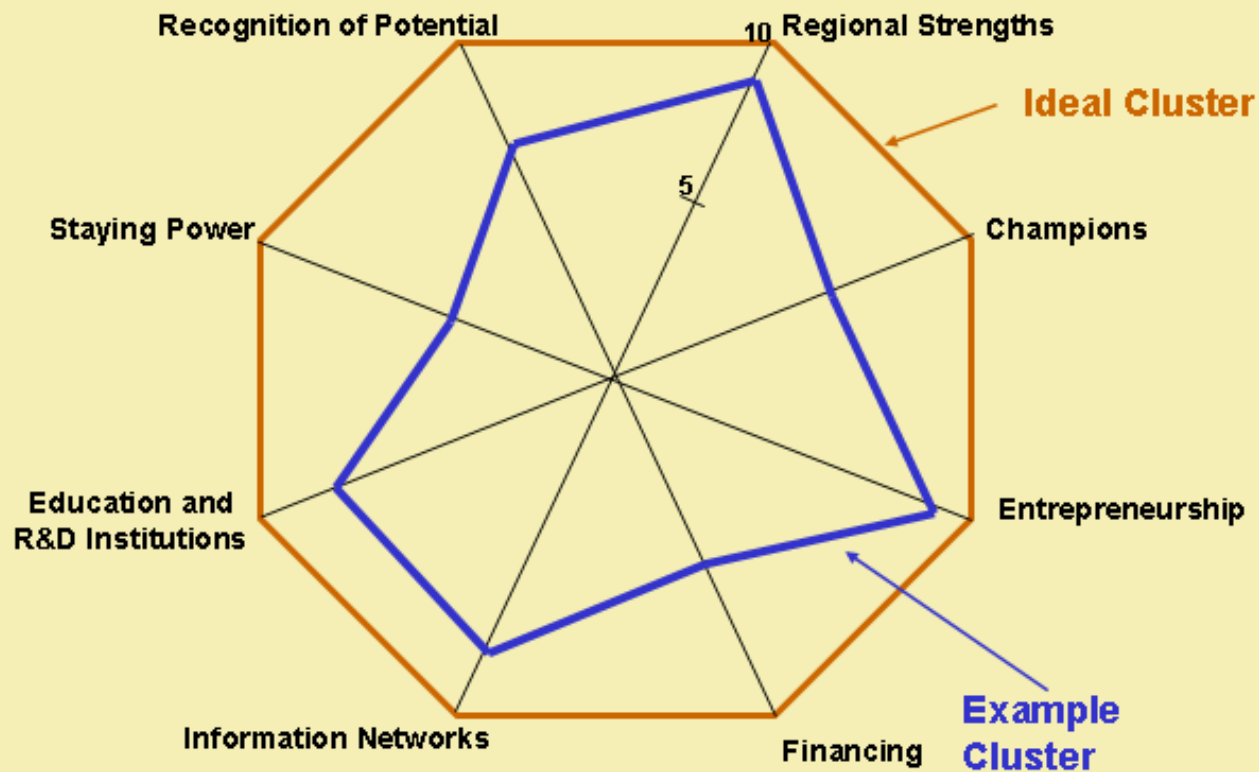 Recognition of Potential
10 Regional Strengths
Ideal Cluster
5
Staying Power
Champions
Education and
R&D Institutions
Entrepreneurship
Information Networks
Financing
Example
Cluster